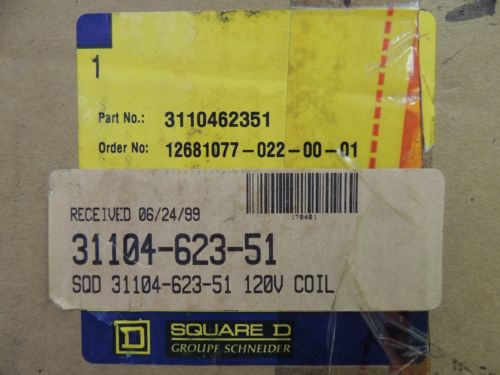 1
Part No.: 3110462351
Order No: 12681077-022-00-01
RECEIVED 06/24/99
178461
31104-623-51
SQD 31104-623-51 120V COIL
D SQUARE D
GROUPE SCHNEIDER